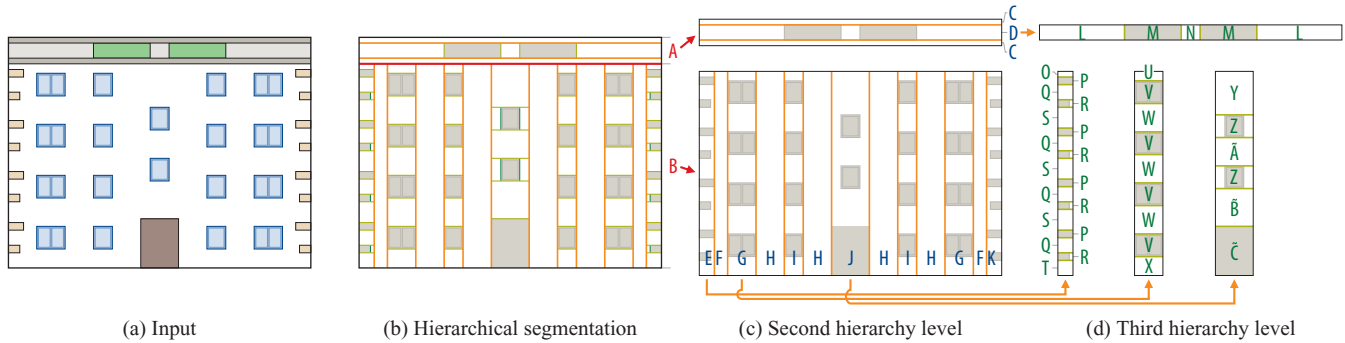 A
B
C
D
C
E F G H I H J H I H G F K
L M N M L
O
Q
S
Q
S
Q
S
Q
T
P
R
P
R
P
R
P
R
U
V
W
V
W
V
W
V
X
Y
Z
Ã
Z
B̃
C̃
(a) Input
(b) Hierarchical segmentation
(c) Second hierarchy level
(d) Third hierarchy level